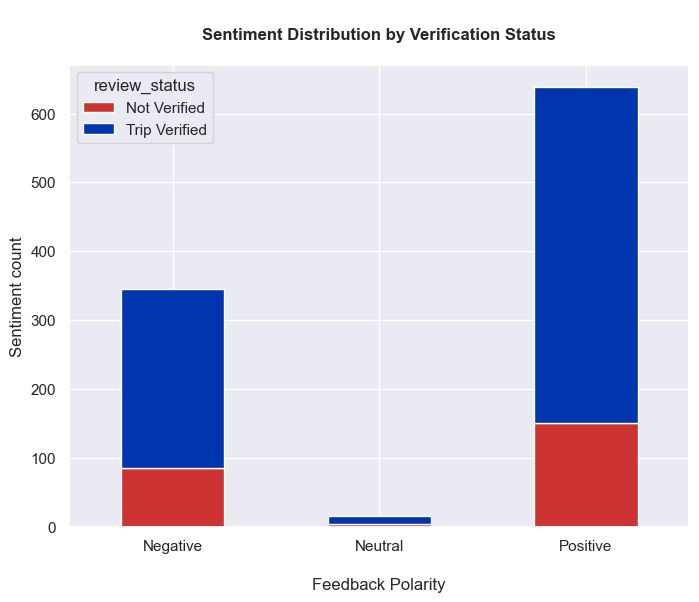 Sentiment Distribution by Verification Status
review_status
Not Verified
Trip Verified
600
500
400
300
200
100
0
Sentiment count
Negative
Neutral
Positive
Feedback Polarity